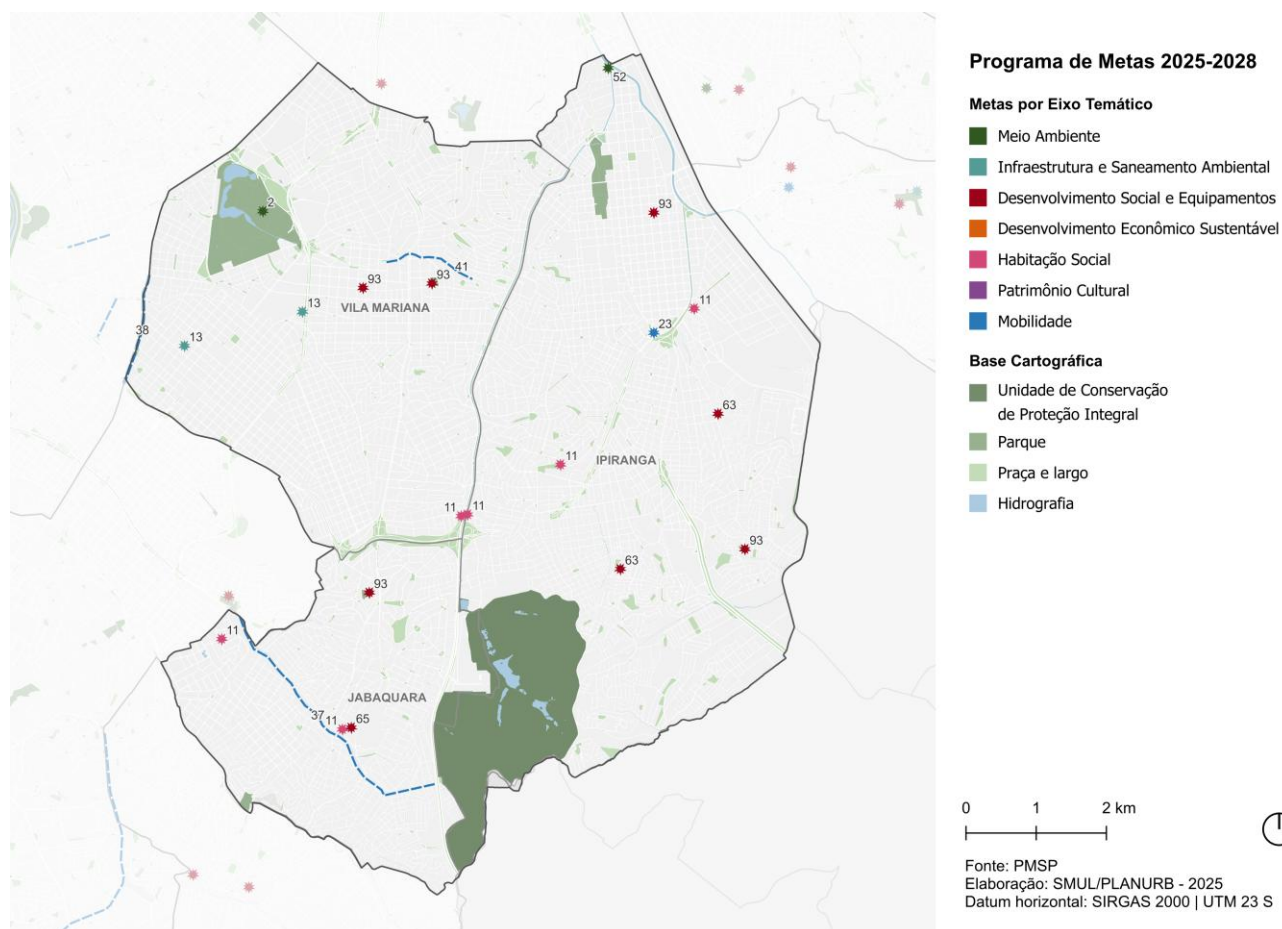 52
2
93
93
93
41
VILA MARIANA
13
11
23
38
13
63
11
IPIRANGA
11
11
93
63
93
11
JABAQUARA
37
11
65
Programa de Metas 2025-2028
Metas por Eixo Temático
Meio Ambiente
Infraestrutura e Saneamento Ambiental
Desenvolvimento Social e Equipamentos
Desenvolvimento Econômico Sustentável
Habitação Social
Patrimônio Cultural
Mobilidade
Base Cartográfica
Unidade de Conservação
de Proteção Integral
Parque
Praça e largo
Hidrografia
0 1 2 km
Fonte: PMSP
Elaboração: SMUL/PLANURB - 2025
Datum horizontal: SIRGAS 2000 | UTM 23 S